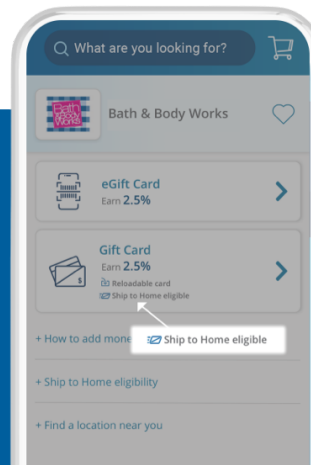 What are you looking for?
Bath & Body Works
Bath & Body Works
eGift Card
Earn 2.5%
Gift Card
Earn 2.5%
Reloadable card
Ship to Home eligible
+ How to add mone
Ship to Home eligible
+ Ship to Home eligibility
+ Find a location near you